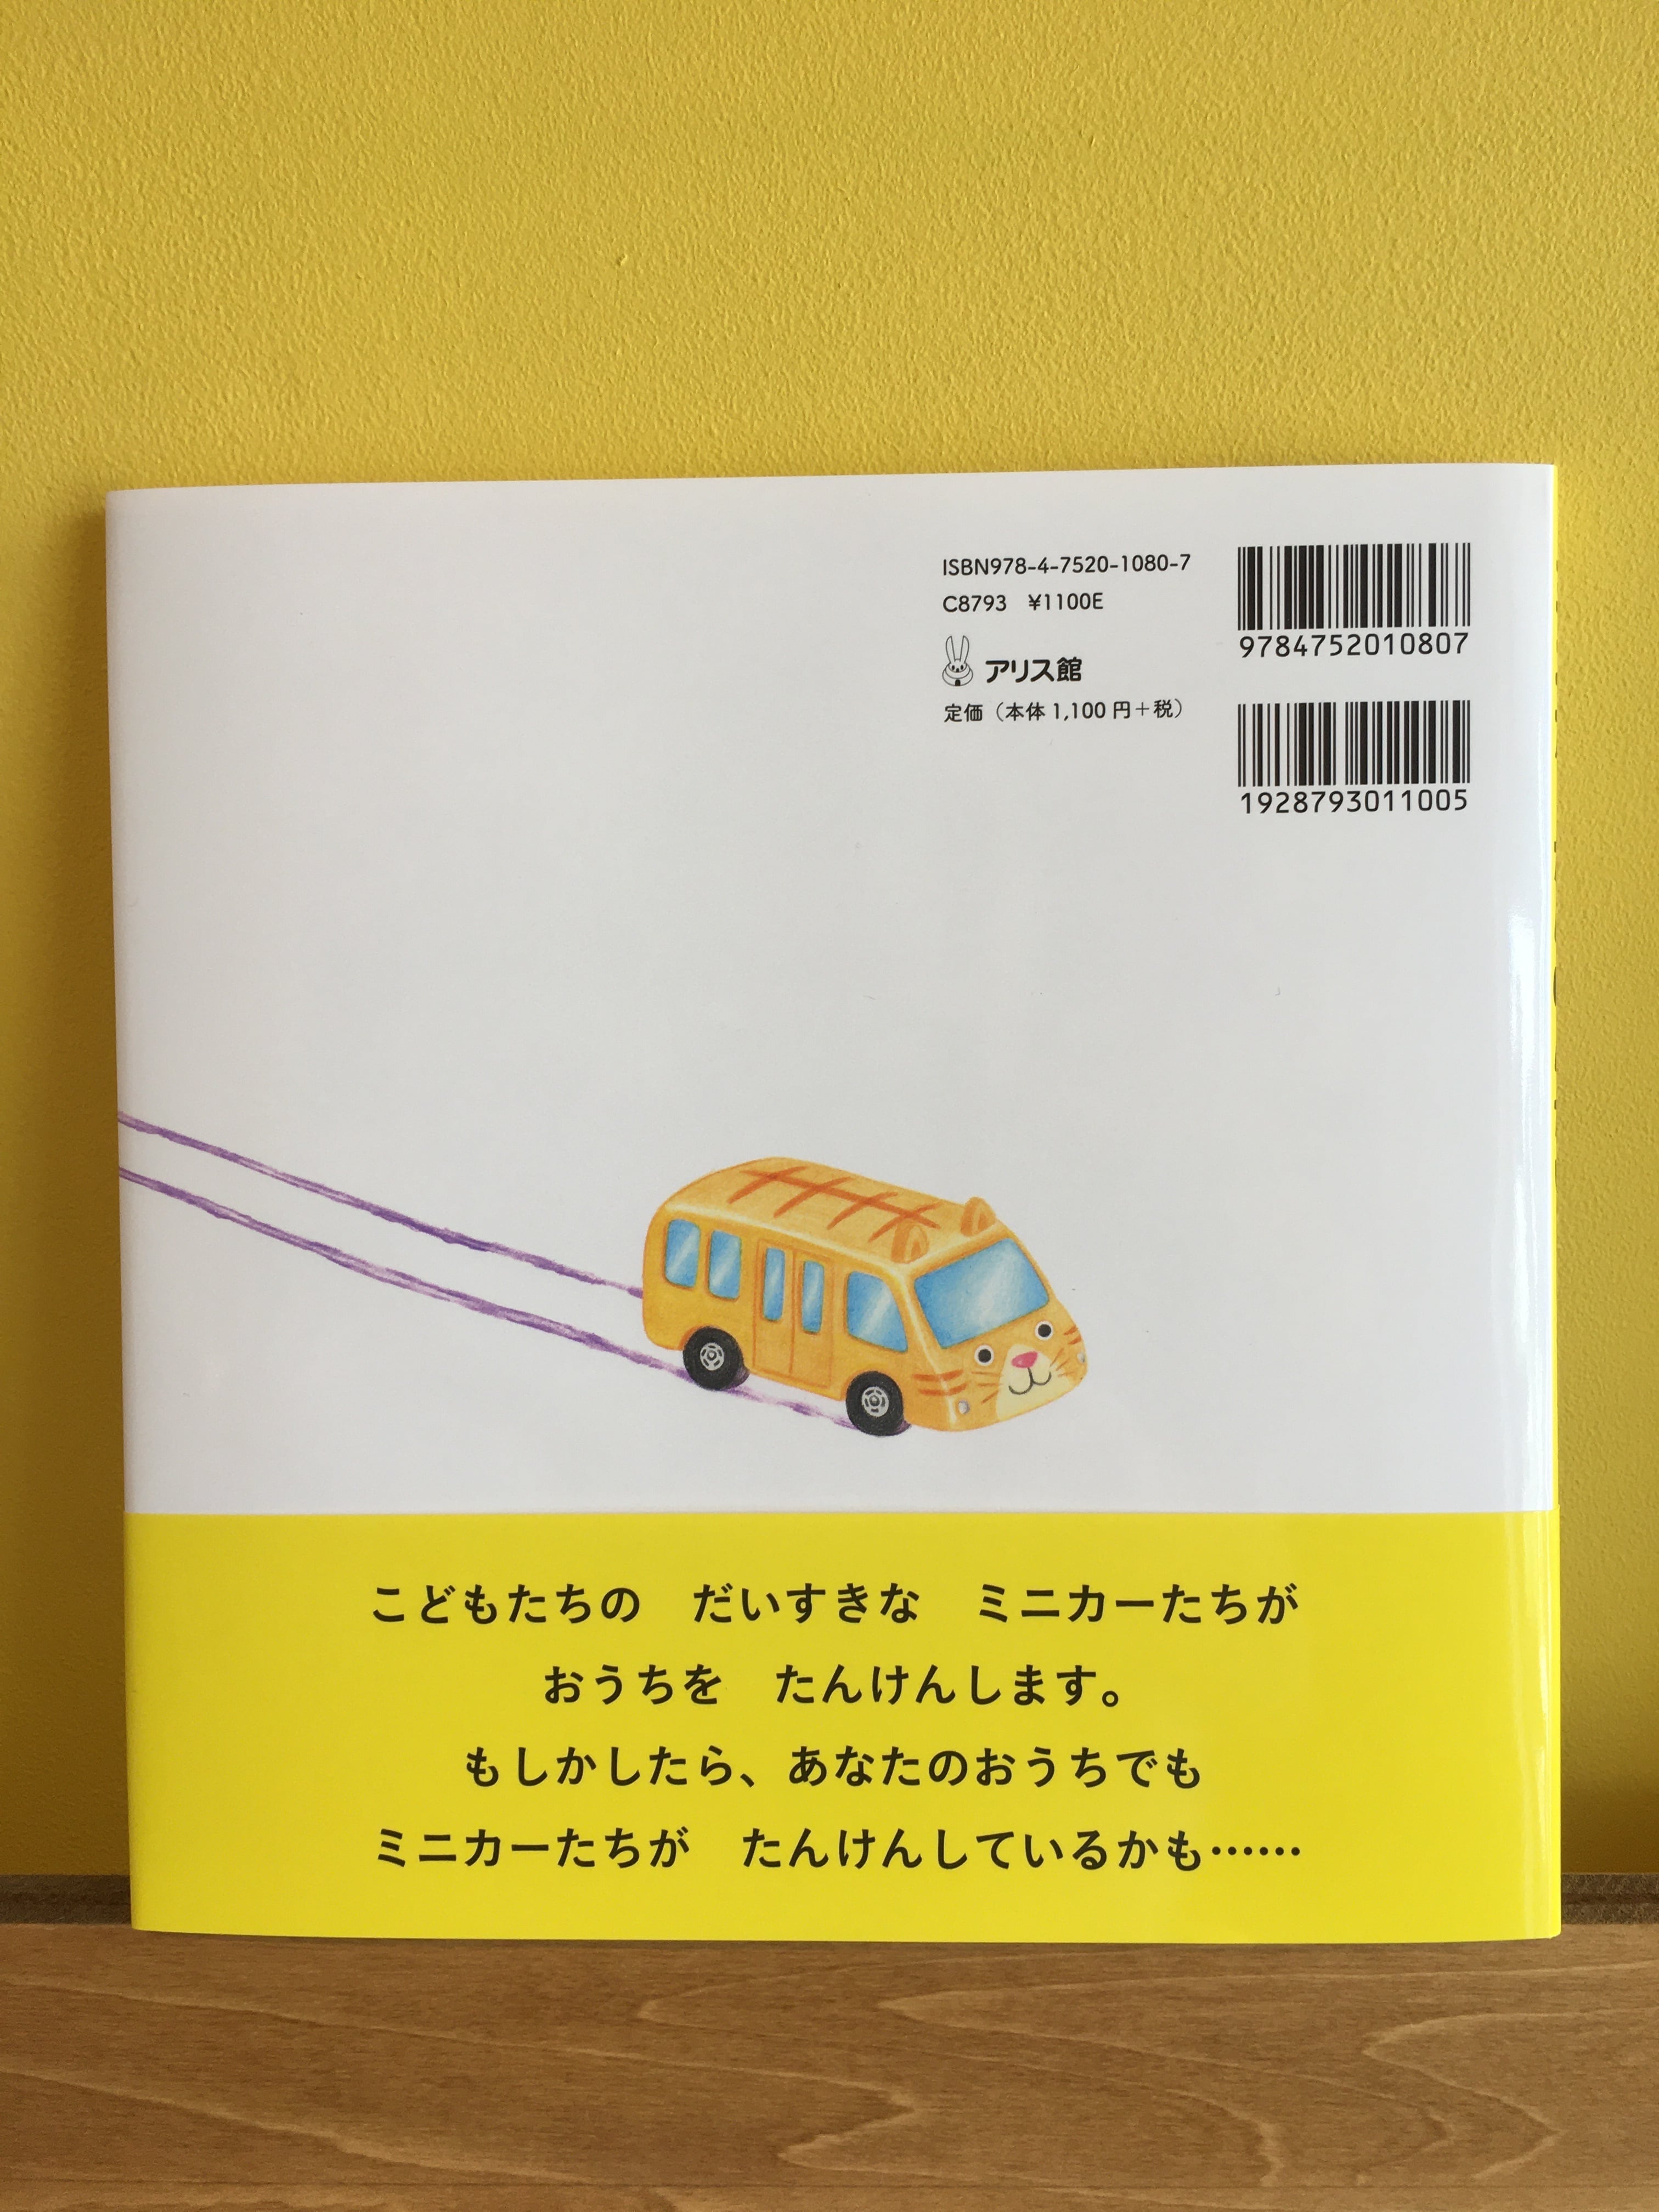 ISBN978-4-7520-1080-7
C8793 ¥1100E
アリス館
定価（本体1,100円＋税）
9784752010807
1928793011005
こどもたちの　だいすきな　ミニカーたちが
おうちを　たんけんします。
もしかしたら、あなたのおうちでも
ミニカーたちが　たんけんしているかも……